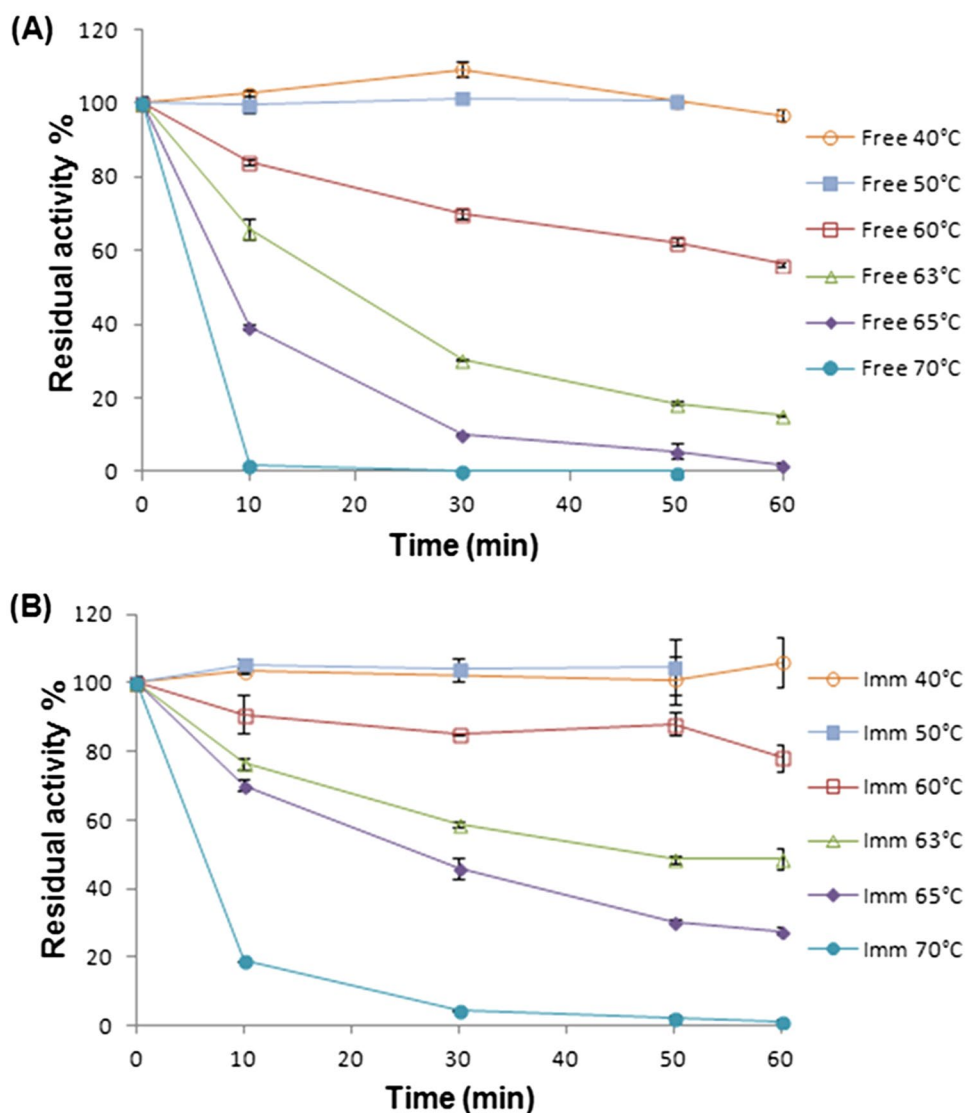 (A)
120
100
80
60
40
20
0
Residual activity %
0 10 20 30 40 50 60
Time (min)
Free 40°C
Free 50°C
Free 60°C
Free 63°C
Free 65°C
Free 70°C
(B)
120
100
80
60
40
20
0
Residual activity %
0 10 20 30 40 50 60
Time (min)
Imm 40°C
Imm 50°C
Imm 60°C
Imm 63°C
Imm 65°C
Imm 70°C